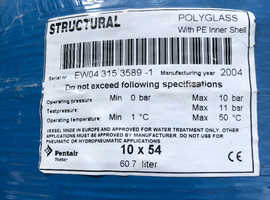 STRUCTURAL
POLYGLASS
With PE Inner Shell
Serial nr EW04 315 3589 -1 Manufacturing year 2004
Do not exceed following specifications
Operating pressure Min 0 bar Max 10 bar
Testpressure Max 11 bar
Operating temperature Min 1 °C Max 50 °C
VESSEL MADE IN EUROPE AND APPROVED FOR WATER TREATMENT ONLY. OTHER
APPLICATIONS MUST BE APPROVED BY MANUFACTURER. DO NOT USE FOR
PNEUMATIC OR HYDROPNEUMATIC APPLICATIONS
Pentair
Water
10 x 54
60.7 liter